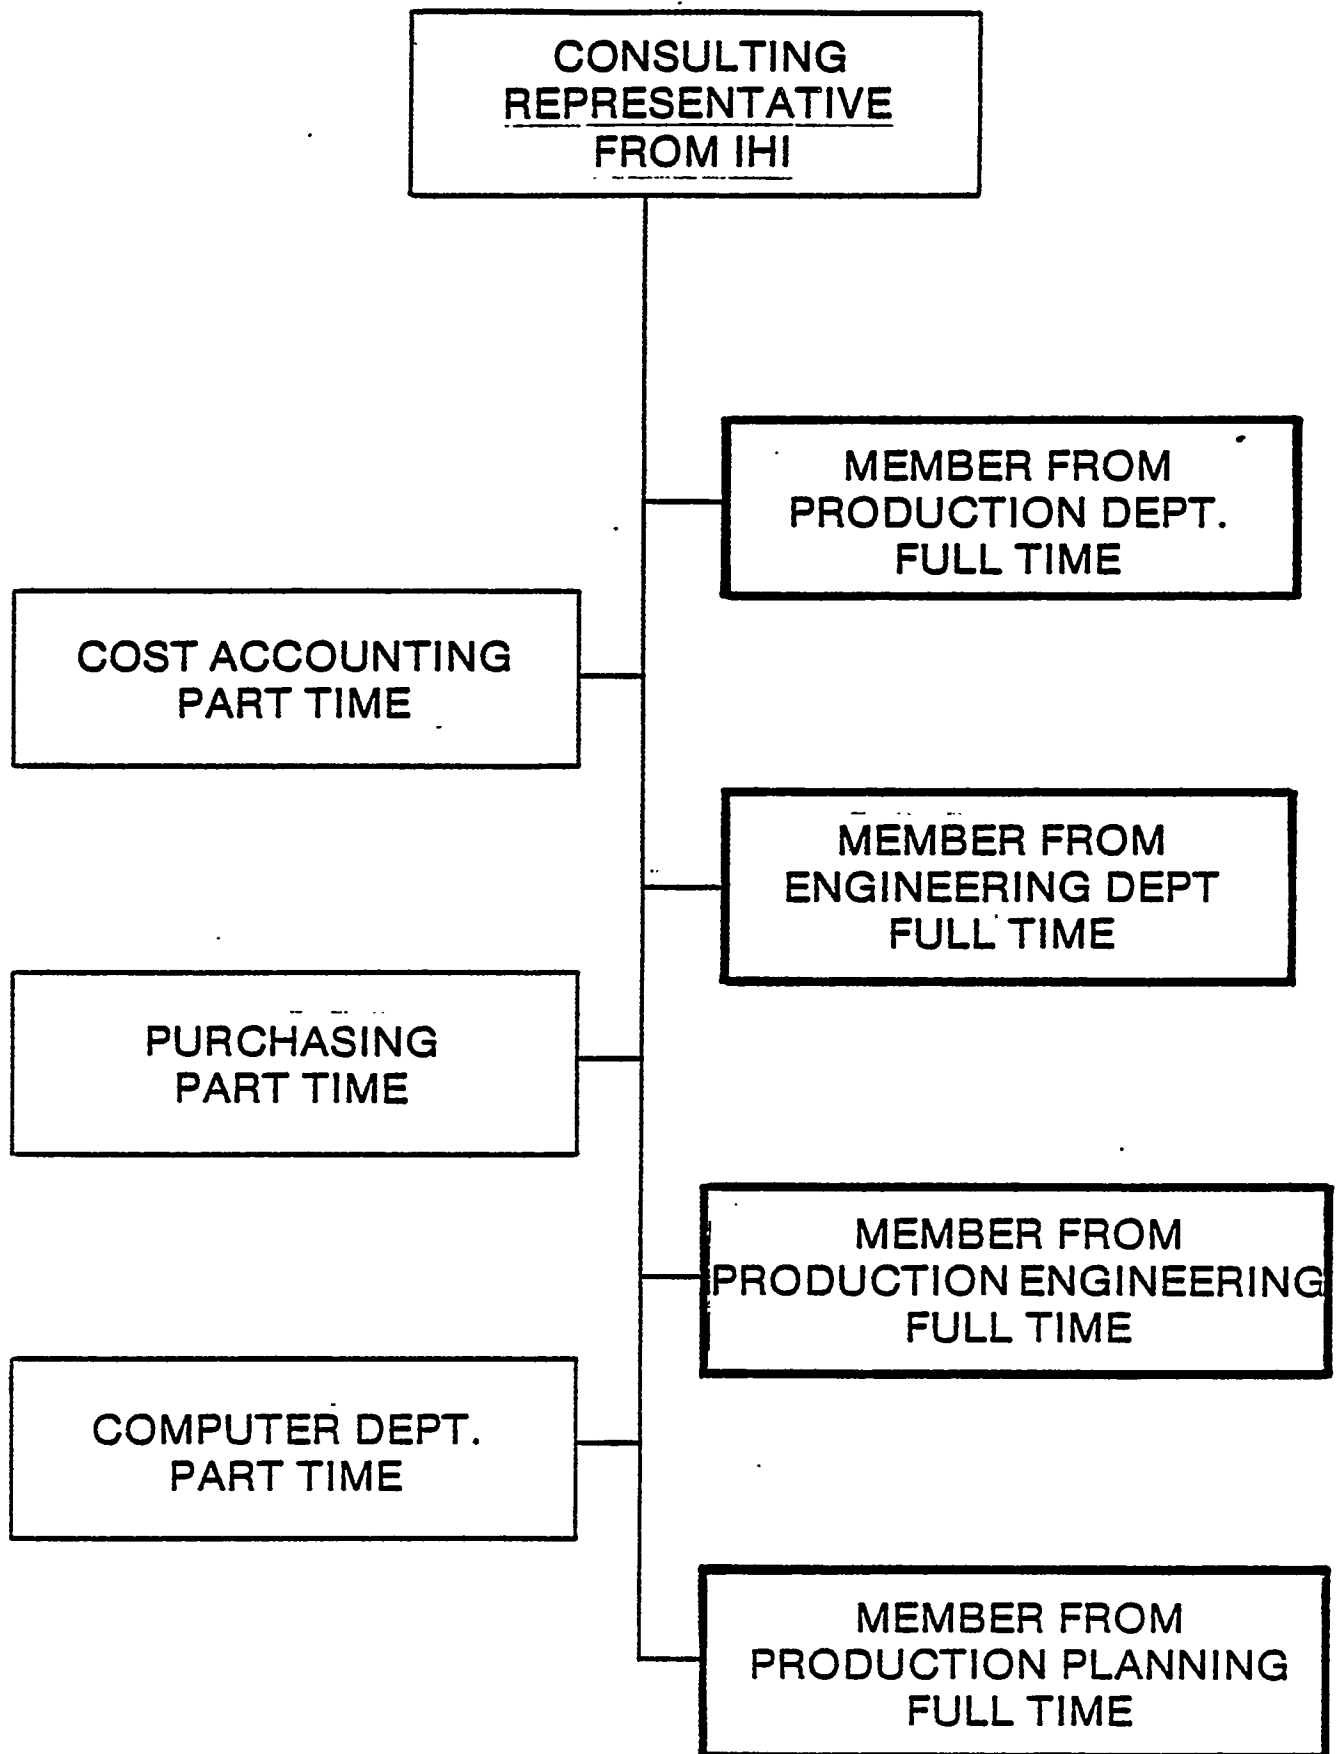 CONSULTING
REPRESENTATIVE
FROM IHI
MEMBER FROM
PRODUCTION DEPT.
FULL TIME
COST ACCOUNTING
PART TIME
MEMBER FROM
ENGINEERING DEPT
FULL TIME
PURCHASING
PART TIME
MEMBER FROM
PRODUCTION ENGINEERING
FULL TIME
COMPUTER DEPT.
PART TIME
MEMBER FROM
PRODUCTION PLANNING
FULL TIME